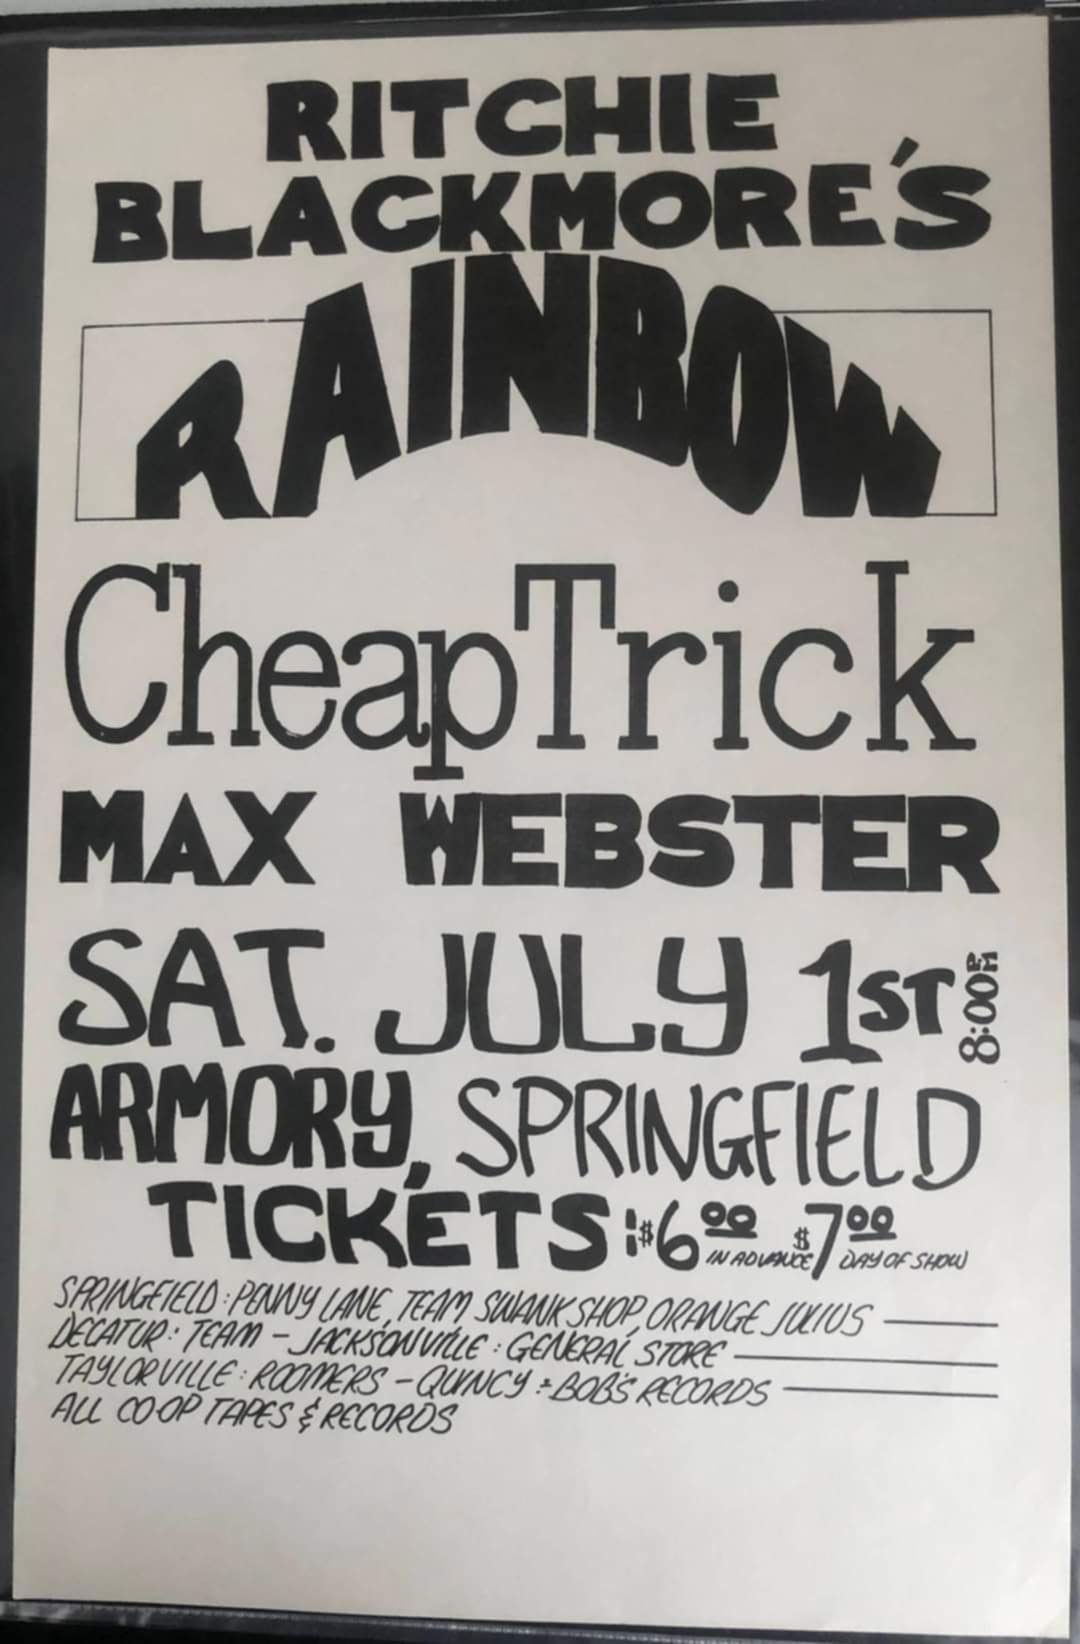 RITCHIE
BLACKMORE'S
RAINBOW
CheapTrick
MAX WEBSTER
SAT. JULY 1ST 8:00PM
ARMORY, SPRINGFIELD
TICKETS: $6.00 IN ADVANCE $7.00 DAY OF SHOW
SPRINGFIELD: PENNY LANE, TEAM SWANK SHOP, ORANGE JULIUS
DECATUR: TEAM - JACKSONVILLE: GENERAL STORE
TAYLORVILLE: ROOMERS - QUINCY: BOB'S RECORDS
ALL CO-OP TAPES & RECORDS